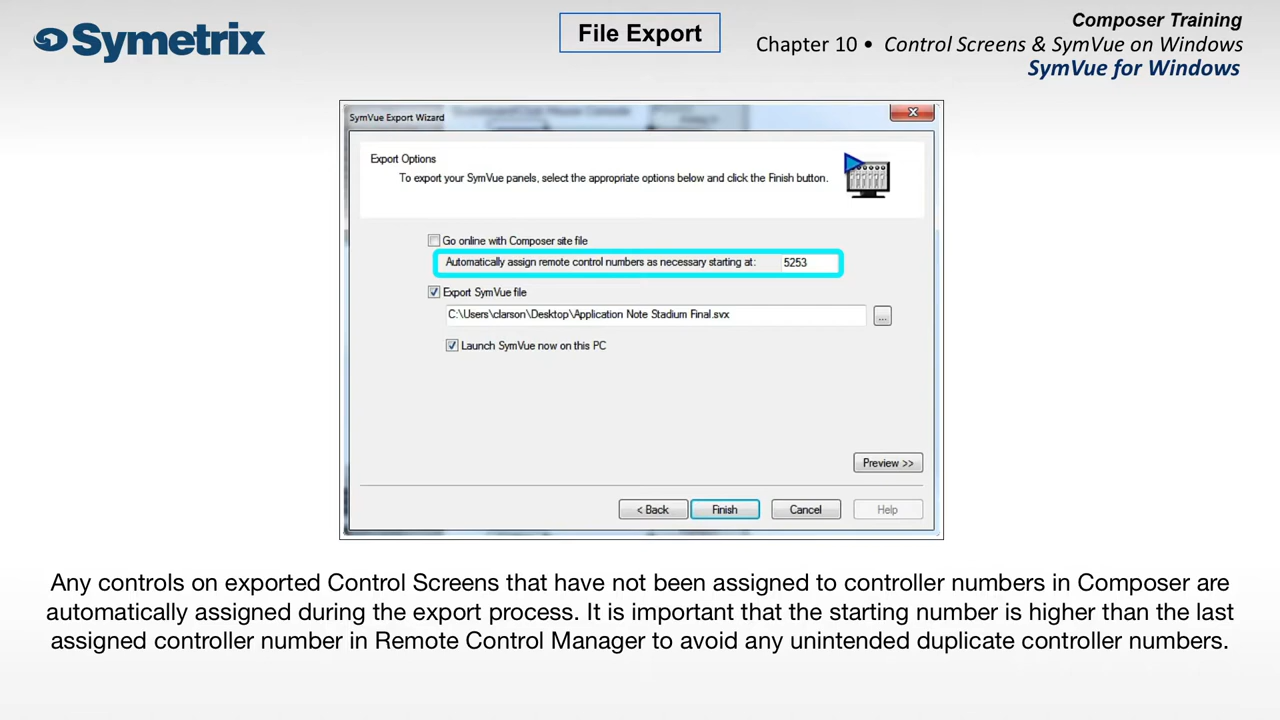 Symetrix
File Export
Composer Training
Chapter 10 • Control Screens & SymVue on Windows
SymVue for Windows
SymVue Export Wizard
Export Options
To export your SymVue panels, select the appropriate options below and click the Finish button.
Go online with Composer site file
Automatically assign remote control numbers as necessary starting at: 5253
Export SymVue file
C:\Users\clarson\Desktop\Application Note Stadium Final.svx
...
Launch SymVue now on this PC
Preview >>
< Back Finish Cancel Help
Any controls on exported Control Screens that have not been assigned to controller numbers in Composer are
automatically assigned during the export process. It is important that the starting number is higher than the last
assigned controller number in Remote Control Manager to avoid any unintended duplicate controller numbers.